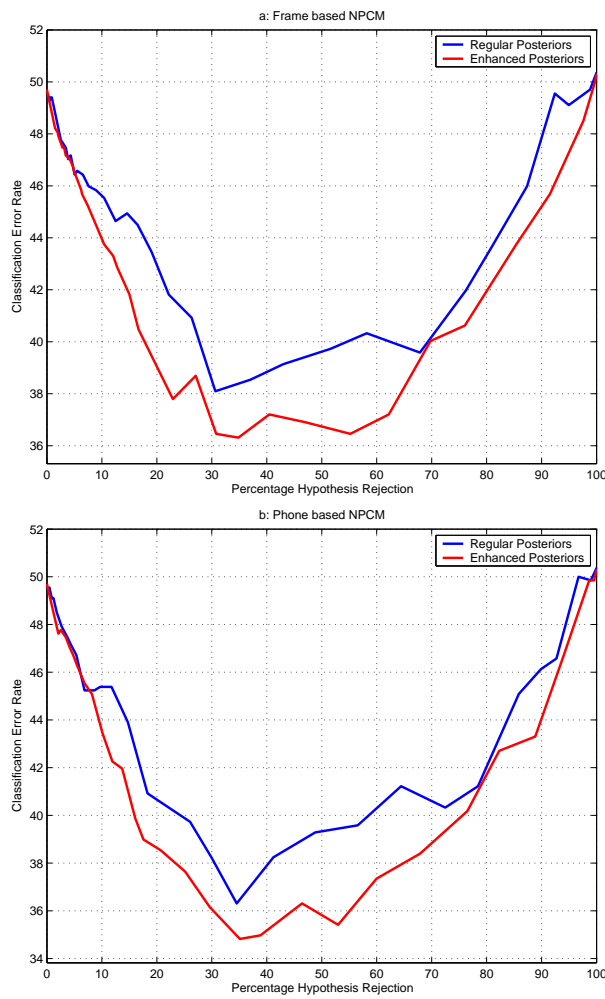 a: Frame based NPCM
52
50
48
46
44
42
40
38
36
Classification Error Rate
Regular Posteriors
Enhanced Posteriors
0 10 20 30 40 50 60 70 80 90 100
Percentage Hypothesis Rejection
b: Phone based NPCM
52
50
48
46
44
42
40
38
36
34
Classification Error Rate
Regular Posteriors
Enhanced Posteriors
0 10 20 30 40 50 60 70 80 90 100
Percentage Hypothesis Rejection